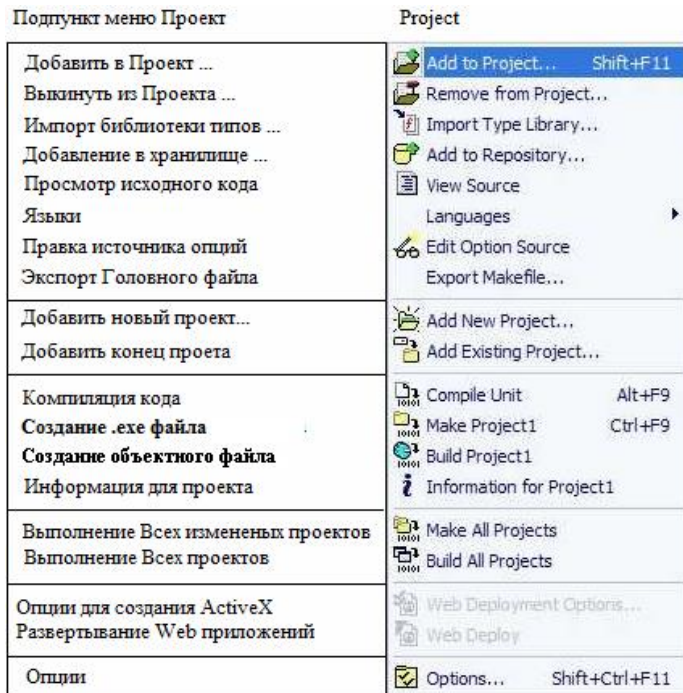 Подпункт меню Проект Project
Добавить в Проект ... Add to Project... Shift+F11
Выкинуть из Проекта ... Remove from Project...
Импорт библиотеки типов ... Import Type Library...
Добавление в хранилище ... Add to Repository...
Просмотр исходного кода View Source
Языки Languages
Правка источника опций Edit Option Source
Экспорт Головного файла Export Makefile...
Добавить новый проект... Add New Project...
Добавить конец проета Add Existing Project...
Компиляция кода Compile Unit Alt+F9
Создание .exe файла Make Project1 Ctrl+F9
Создание объектного файла Build Project1
Информация для проекта Information for Project1
Выполнение Всех измененых проектов Make All Projects
Выполнение Всех проектов Build All Projects
Опции для создания ActiveX Web Deployment Options...
Развертывание Web приложений Web Deploy
Опции Options... Shift+Ctrl+F11